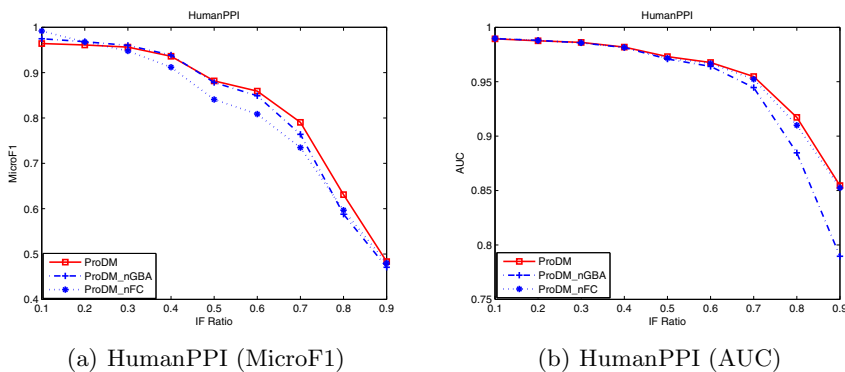 HumanPPI
1
0.9
0.8
0.7
0.6
0.5
0.4
MicroF1
0.1 0.2 0.3 0.4 0.5 0.6 0.7 0.8 0.9
IF Ratio
ProDM
ProDM_nGBA
ProDM_nFC
(a) HumanPPI (MicroF1)
HumanPPI
1
0.95
0.9
0.85
0.8
0.75
AUC
0.1 0.2 0.3 0.4 0.5 0.6 0.7 0.8 0.9
IF Ratio
ProDM
ProDM_nGBA
ProDM_nFC
(b) HumanPPI (AUC)